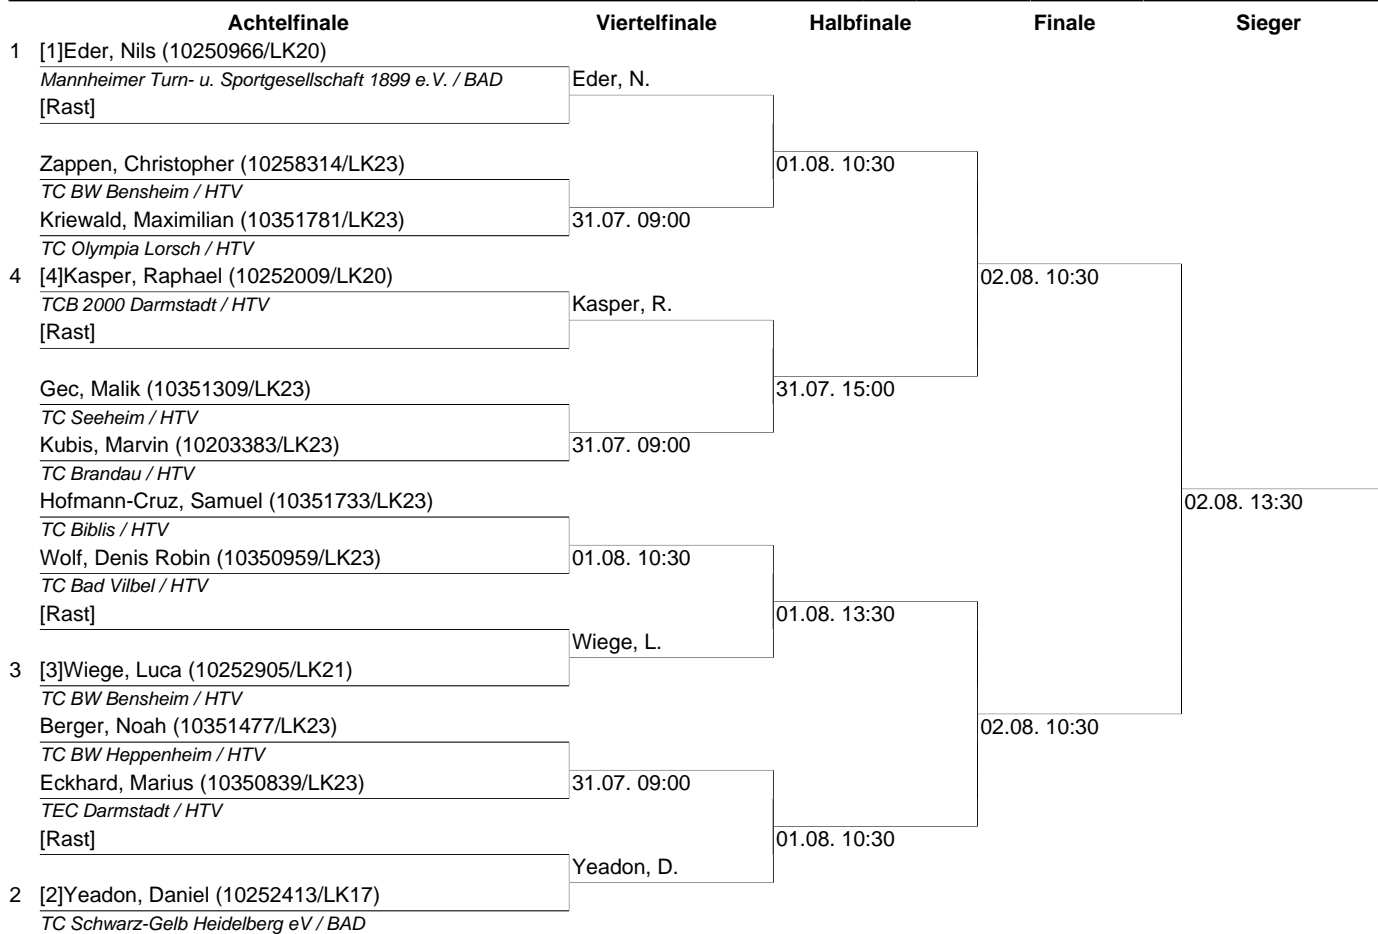 Achtelfinale Viertelfinale Halbfinale Finale Sieger
1 [1]Eder, Nils (10250966/LK20)
Mannheimer Turn- u. Sportgesellschaft 1899 e.V. / BAD Eder, N.
[Rast]
Zappen, Christopher (10258314/LK23) 01.08. 10:30
TC BW Bensheim / HTV
Kriewald, Maximilian (10351781/LK23) 31.07. 09:00
TC Olympia Lorsch / HTV
4 [4]Kasper, Raphael (10252009/LK20) 02.08. 10:30
TCB 2000 Darmstadt / HTV Kasper, R.
[Rast]
Gec, Malik (10351309/LK23) 31.07. 15:00
TC Seeheim / HTV
Kubis, Marvin (10203383/LK23) 31.07. 09:00
TC Brandau / HTV
Hofmann-Cruz, Samuel (10351733/LK23) 02.08. 13:30
TC Biblis / HTV
Wolf, Denis Robin (10350959/LK23) 01.08. 10:30
TC Bad Vilbel / HTV
[Rast] 01.08. 13:30
Wiege, L.
3 [3]Wiege, Luca (10252905/LK21)
TC BW Bensheim / HTV
Berger, Noah (10351477/LK23) 02.08. 10:30
TC BW Heppenheim / HTV
Eckhard, Marius (10350839/LK23) 31.07. 09:00
TEC Darmstadt / HTV
[Rast] 01.08. 10:30
Yeadon, D.
2 [2]Yeadon, Daniel (10252413/LK17)
TC Schwarz-Gelb Heidelberg eV / BAD